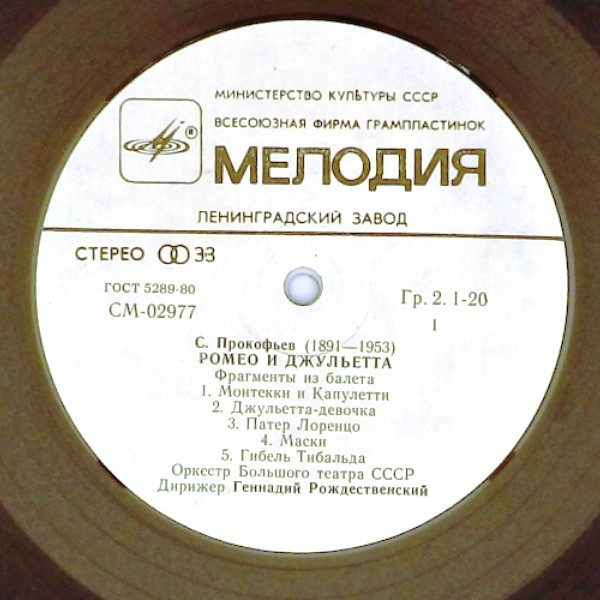 МИНИСТЕРСТВО КУЛЬТУРЫ СССР
ВСЕСОЮЗНАЯ ФИРМА ГРАМПЛАСТИНОК
®
МЕЛОДИЯ
ЛЕНИНГРАДСКИЙ ЗАВОД
СТЕРЕО 33
ГОСТ 5289-80
СМ-02977
Гр. 2. 1-20
I
С. Прокофьев (1891—1953)
РОМЕО И ДЖУЛЬЕТТА
Фрагменты из балета
1. Монтекки и Капулетти
2. Джульетта-девочка
3. Патер Лоренцо
4. Маски
5. Гибель Тибальда
Оркестр Большого театра СССР
Дирижер Геннадий Рождественский